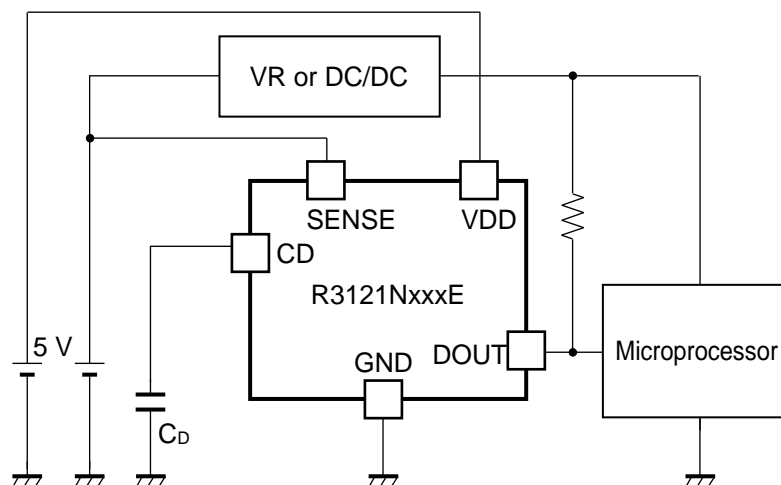 VR or DC/DC
SENSE
VDD
CD
R3121NxxxE
5 V
GND
DOUT
Microprocessor
CD